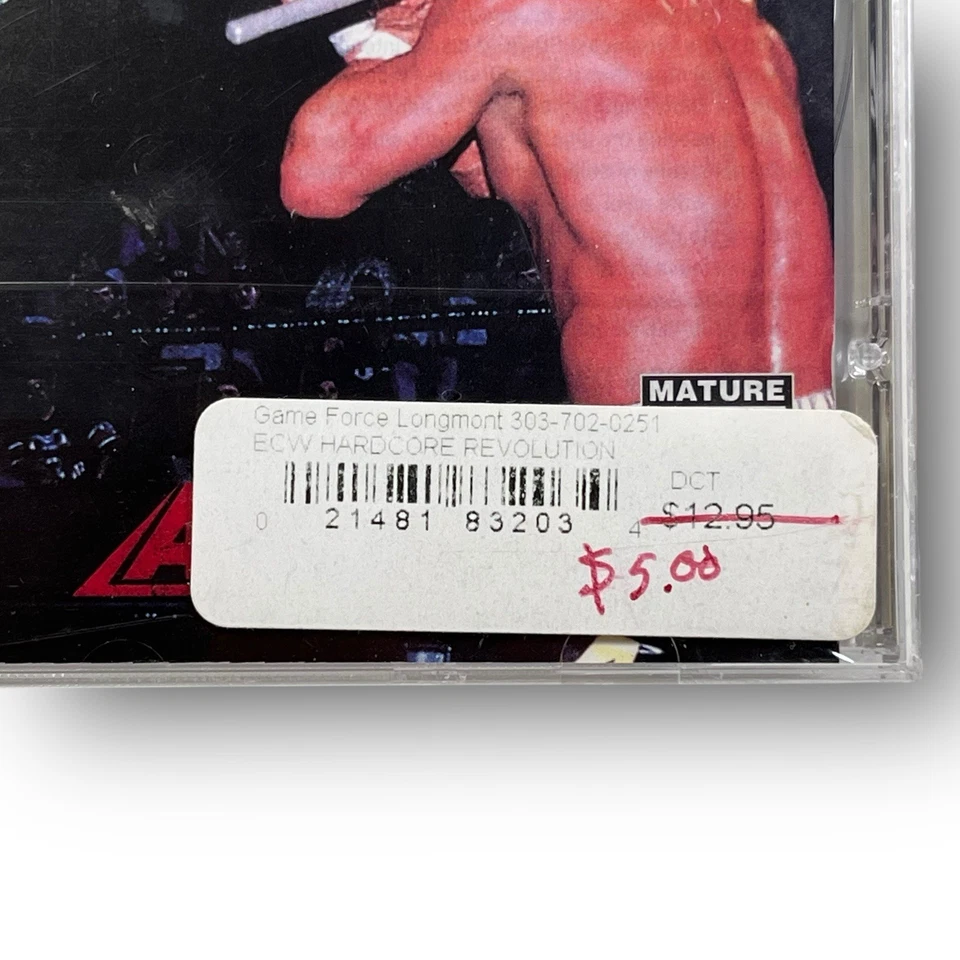 MATURE
Game Force Longmont 303-702-0251
ECW HARDCORE REVOLUTION
DCT
0 21481 83203 4
$12.95
$5.00